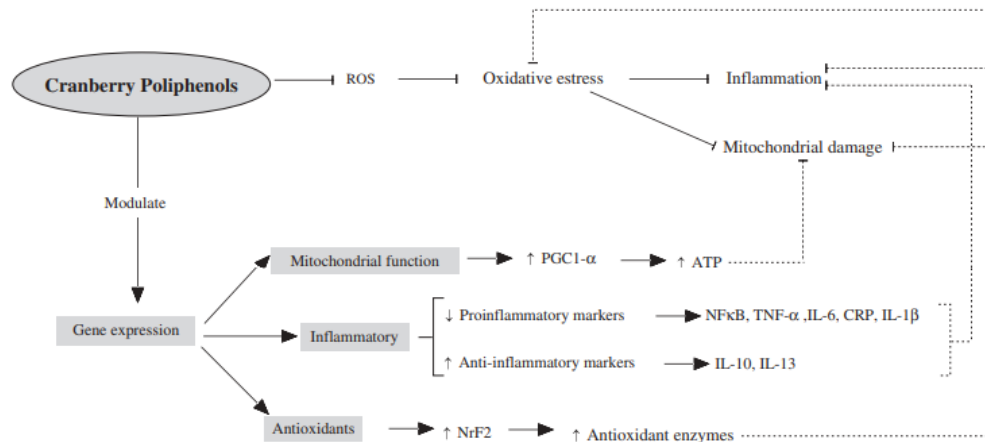 Cranberry Poliphenols
ROS
Oxidative estress
Inflammation
Mitochondrial damage
Modulate
Mitochondrial function
↑ PGC1-α
↑ ATP
Gene expression
Inflammatory
↓ Proinflammatory markers
NFκB, TNF-α ,IL-6, CRP, IL-1β
↑ Anti-inflammatory markers
IL-10, IL-13
Antioxidants
↑ NrF2
↑ Antioxidant enzymes